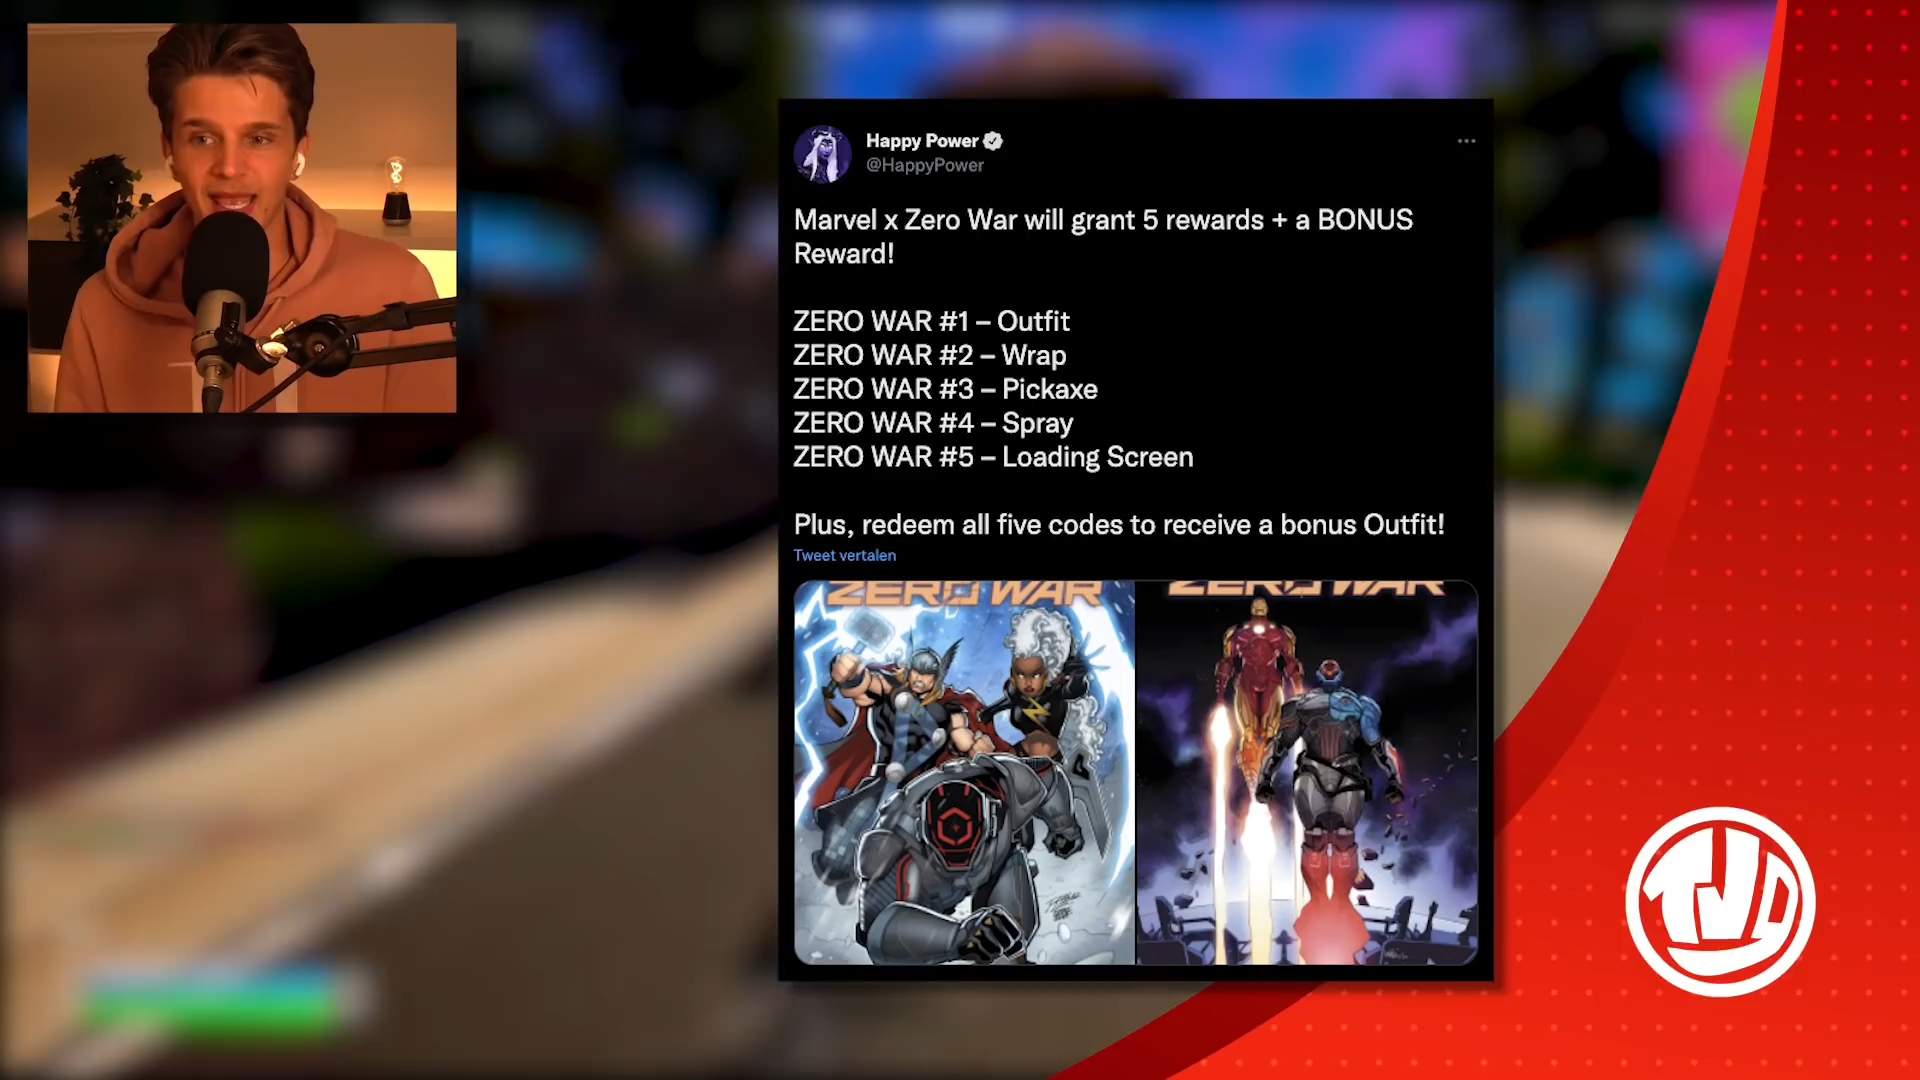 Happy Power
@HappyPower
Marvel x Zero War will grant 5 rewards + a BONUS
Reward!
ZERO WAR #1 – Outfit
ZERO WAR #2 – Wrap
ZERO WAR #3 – Pickaxe
ZERO WAR #4 – Spray
ZERO WAR #5 – Loading Screen
Plus, redeem all five codes to receive a bonus Outfit!
Tweet vertalen
ZERO WAR
ZERO WAR